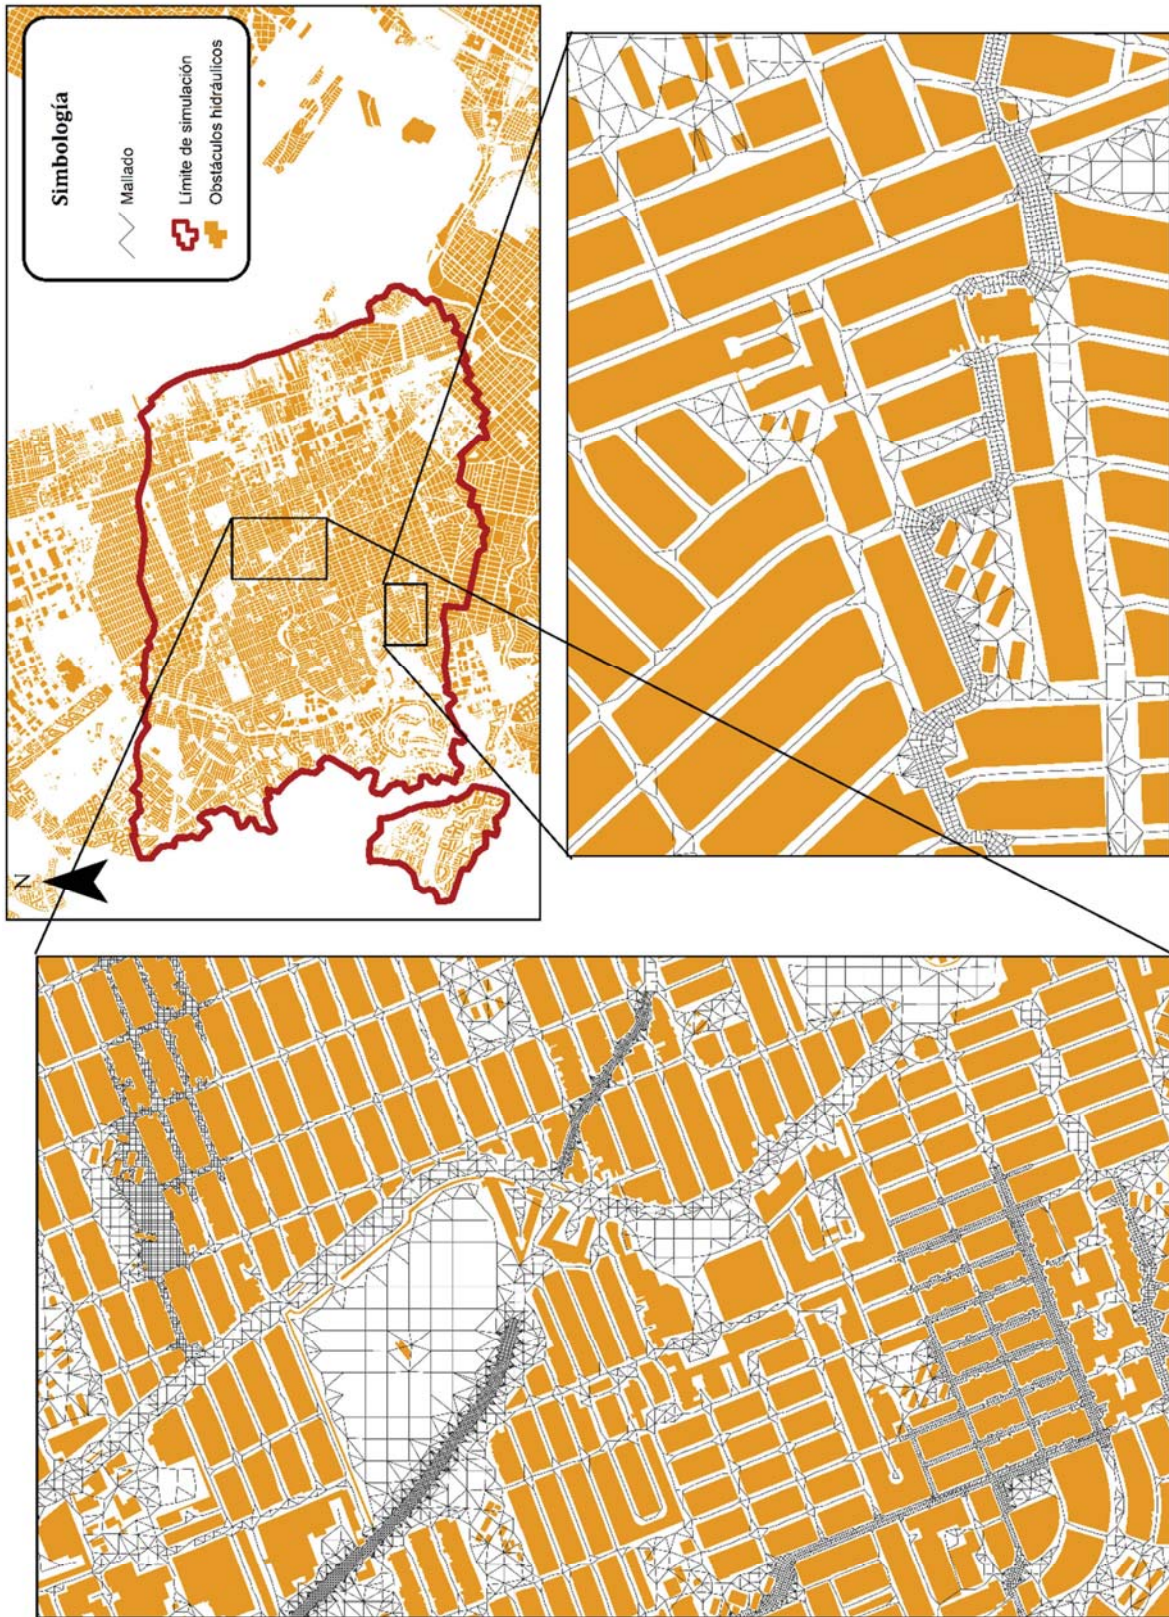 Simbología
Mallado
Límite de simulación
Obstáculos hidráulicos
N